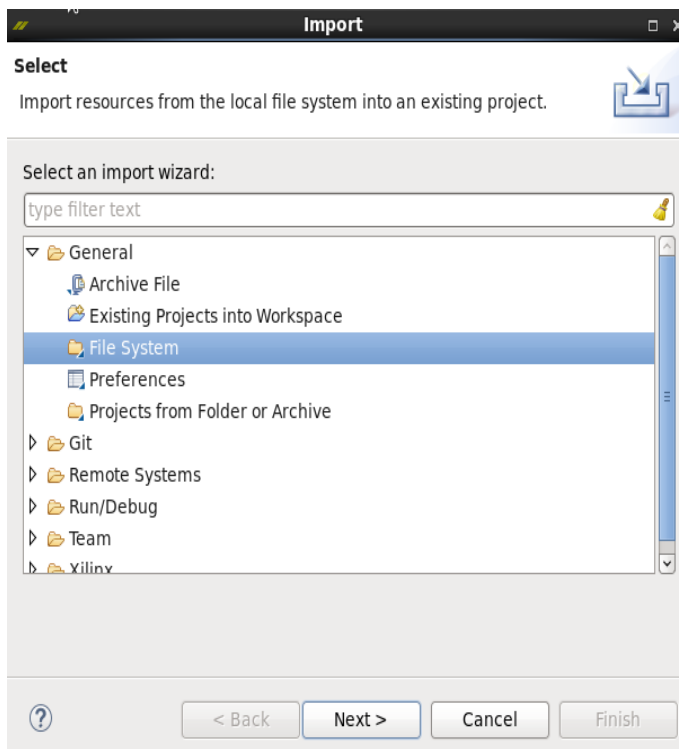 Import
Select
Import resources from the local file system into an existing project.
Select an import wizard:
type filter text
General
Archive File
Existing Projects into Workspace
File System
Preferences
Projects from Folder or Archive
Git
Remote Systems
Run/Debug
Team
Xilinx
< Back Next > Cancel Finish